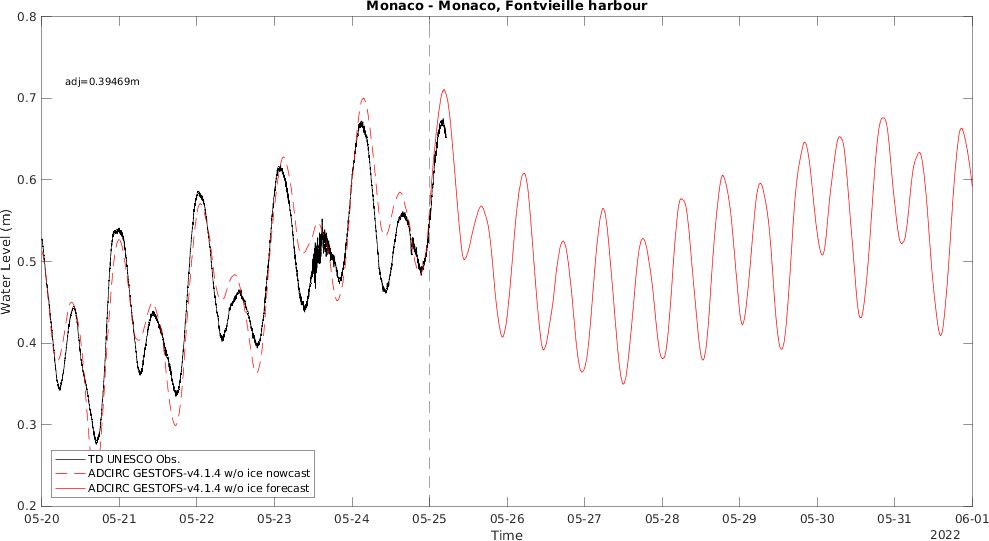 Monaco - Monaco, Fontvieille harbour
0.8
adj=0.39469m
0.7
0.6
0.5
0.4
0.3
0.2
Water Level (m)
TD UNESCO Obs.
ADCIRC GESTOFS-v4.1.4 w/o ice nowcast
ADCIRC GESTOFS-v4.1.4 w/o ice forecast
05-20 05-21 05-22 05-23 05-24 05-25 05-26 05-27 05-28 05-29 05-30 05-31 06-01
Time
2022